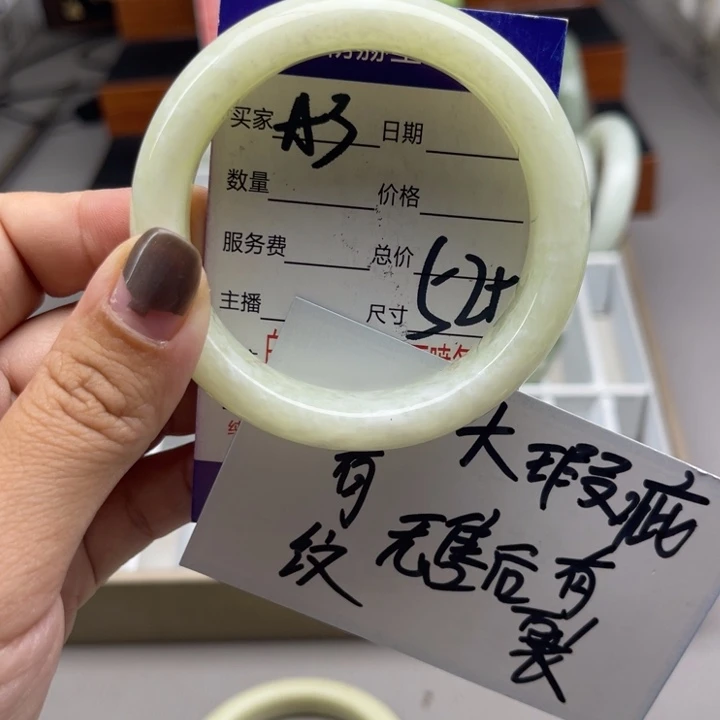 买家 A3 日期
数量 价格
服务费 总价
主播 尺寸 52+
大瑕疵
有 无售后 有
纹 裂